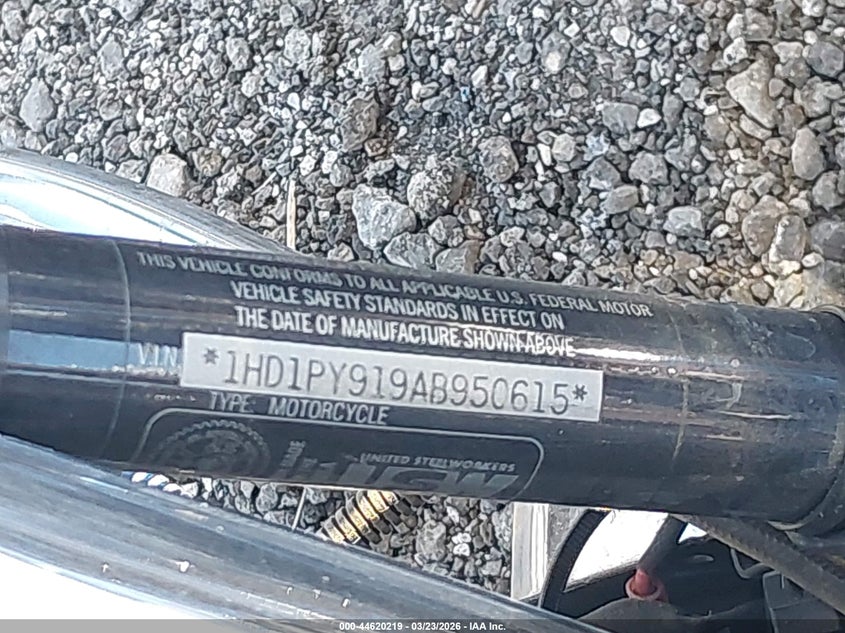 THIS VEHICLE CONFORMS TO ALL APPLICABLE U.S. FEDERAL MOTOR
VEHICLE SAFETY STANDARDS IN EFFECT ON
THE DATE OF MANUFACTURE SHOWN ABOVE
VIN *1HD1PY919AB950615*
TYPE: MOTORCYCLE
UNITED STEELWORKERS
000-44620219 - 03/23/2026 - IAA Inc.